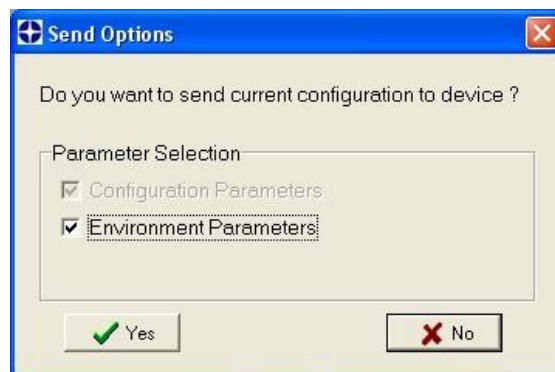 Send Options
Do you want to send current configuration to device ?
Parameter Selection
Configuration Parameters
Environment Parameters
Yes
No